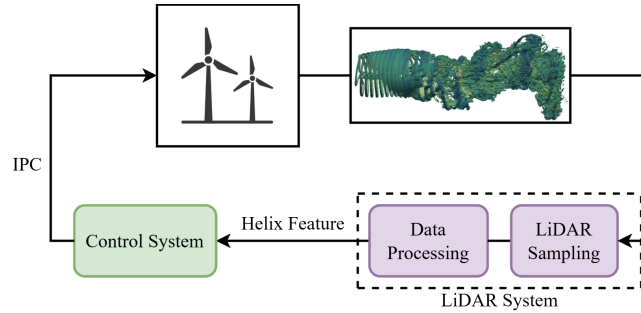 IPC
Control System
Helix Feature
Data
Processing
LiDAR
Sampling
LiDAR System